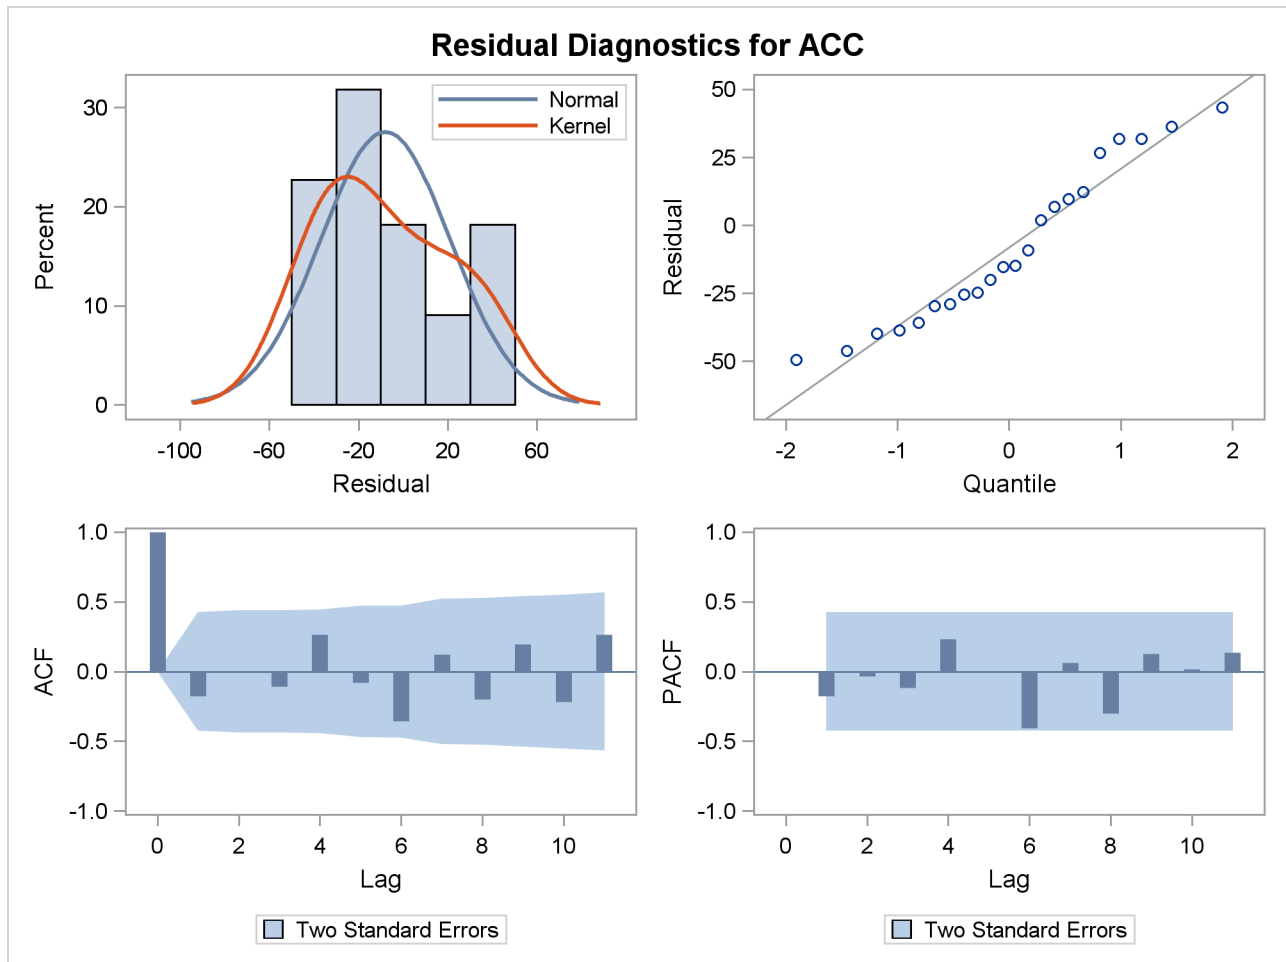 Residual Diagnostics for ACC
Normal
Kernel
Percent
30
20
10
0
-100 -60 -20 20 60
Residual
Residual
50
25
0
-25
-50
-2 -1 0 1 2
Quantile
ACF
1.0
0.5
0.0
-0.5
-1.0
0 2 4 6 8 10
Lag
Two Standard Errors
PACF
1.0
0.5
0.0
-0.5
-1.0
0 2 4 6 8 10
Lag
Two Standard Errors